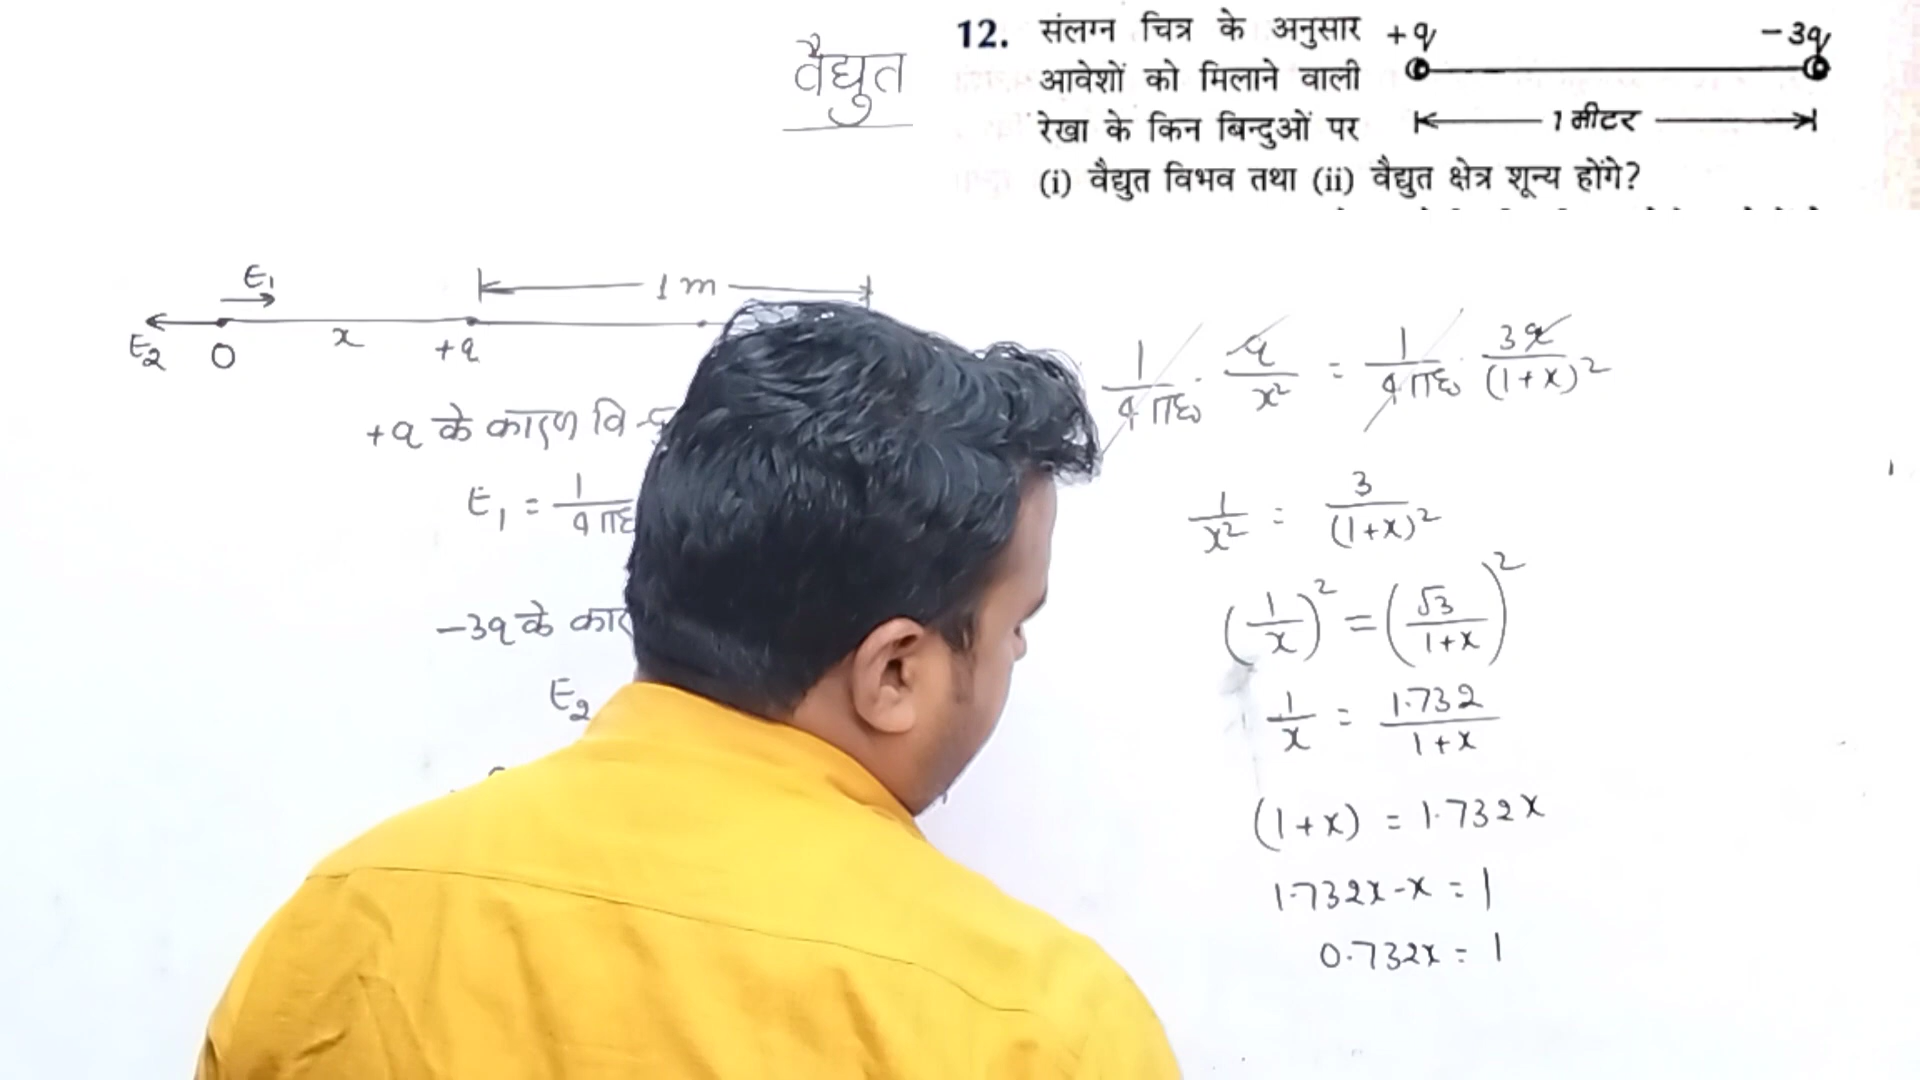 वैद्युत
12. संलग्न चित्र के अनुसार
आवेशों को मिलाने वाली
रेखा के किन बिन्दुओं पर
(i) वैद्युत विभव तथा (ii) वैद्युत क्षेत्र शून्य होंगे?
+q -3q
1 मीटर
E₁
1 m
E₂ O x +q
+q के कारण
E₁ = 1/4πε
-3q के
E₂
1/4πε₀ · q/x² = 1/4πε₀ · 3q/(1+x)²
1/x² = 3/(1+x)²
(1/x)² = (√3/1+x)²
1/x = 1.732/1+x
(1+x) = 1.732x
1.732x-x = 1
0.732x = 1